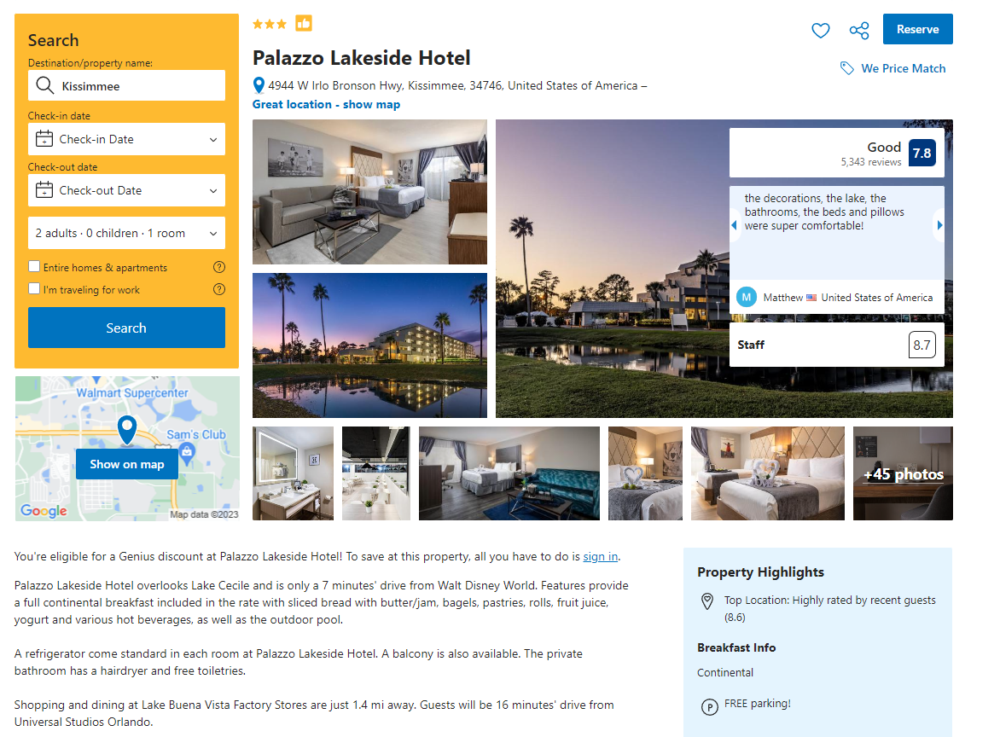 Search
Destination/property name:
Kissimmee
Check-in date
Check-in Date
Check-out date
Check-out Date
2 adults · 0 children · 1 room
Entire homes & apartments
I'm traveling for work
Search
Walmart Supercenter
Sam's Club
Show on map
Google
Map data ©2023
Palazzo Lakeside Hotel
4944 W Irlo Bronson Hwy, Kissimmee, 34746, United States of America –
Great location - show map
Reserve
We Price Match
Good
5,343 reviews
7.8
the decorations, the lake, the
bathrooms, the beds and pillows
were super comfortable!
M
Matthew United States of America
Staff
8.7
+45 photos
You're eligible for a Genius discount at Palazzo Lakeside Hotel! To save at this property, all you have to do is sign in.
Palazzo Lakeside Hotel overlooks Lake Cecile and is only a 7 minutes' drive from Walt Disney World. Features provide
a full continental breakfast included in the rate with sliced bread with butter/jam, bagels, pastries, rolls, fruit juice,
yogurt and various hot beverages, as well as the outdoor pool.
A refrigerator come standard in each room at Palazzo Lakeside Hotel. A balcony is also available. The private
bathroom has a hairdryer and free toiletries.
Shopping and dining at Lake Buena Vista Factory Stores are just 1.4 mi away. Guests will be 16 minutes' drive from
Universal Studios Orlando.
Property Highlights
Top Location: Highly rated by recent guests
(8.6)
Breakfast Info
Continental
P
FREE parking!